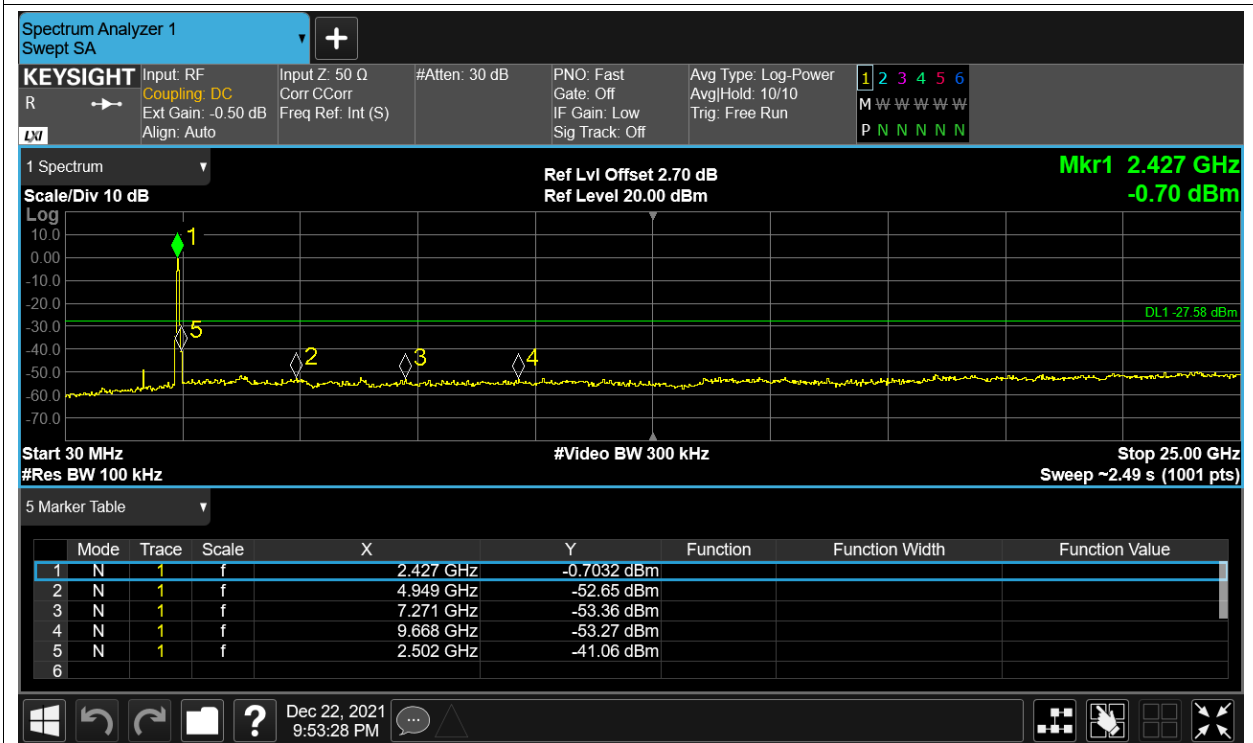 Spectrum Analyzer 1
Swept SA
+
KEYSIGHT
R
LXI
Input: RF
Coupling: DC
Ext Gain: -0.50 dB
Align: Auto
Input Z: 50 Ω
Corr CCorr
Freq Ref: Int (S)
#Atten: 30 dB
PNO: Fast
Gate: Off
IF Gain: Low
Sig Track: Off
Avg Type: Log-Power
Avg|Hold: 10/10
Trig: Free Run
1 2 3 4 5 6
M W W W W W
P N N N N N
1 Spectrum
Scale/Div 10 dB
Ref Lvl Offset 2.70 dB
Ref Level 20.00 dBm
Mkr1 2.427 GHz
-0.70 dBm
Log
10.0
0.00
-10.0
-20.0
-30.0
-40.0
-50.0
-60.0
-70.0
1
5
2
3
4
DL1 -27.58 dBm
Start 30 MHz
#Res BW 100 kHz
#Video BW 300 kHz
Stop 25.00 GHz
Sweep ~2.49 s (1001 pts)
5 Marker Table
Mode Trace Scale X Y Function Function Width Function Value
1 N 1 f 2.427 GHz -0.7032 dBm
2 N 1 f 4.949 GHz -52.65 dBm
3 N 1 f 7.271 GHz -53.36 dBm
4 N 1 f 9.668 GHz -53.27 dBm
5 N 1 f 2.502 GHz -41.06 dBm
6
?
Dec 22, 2021
9:53:28 PM